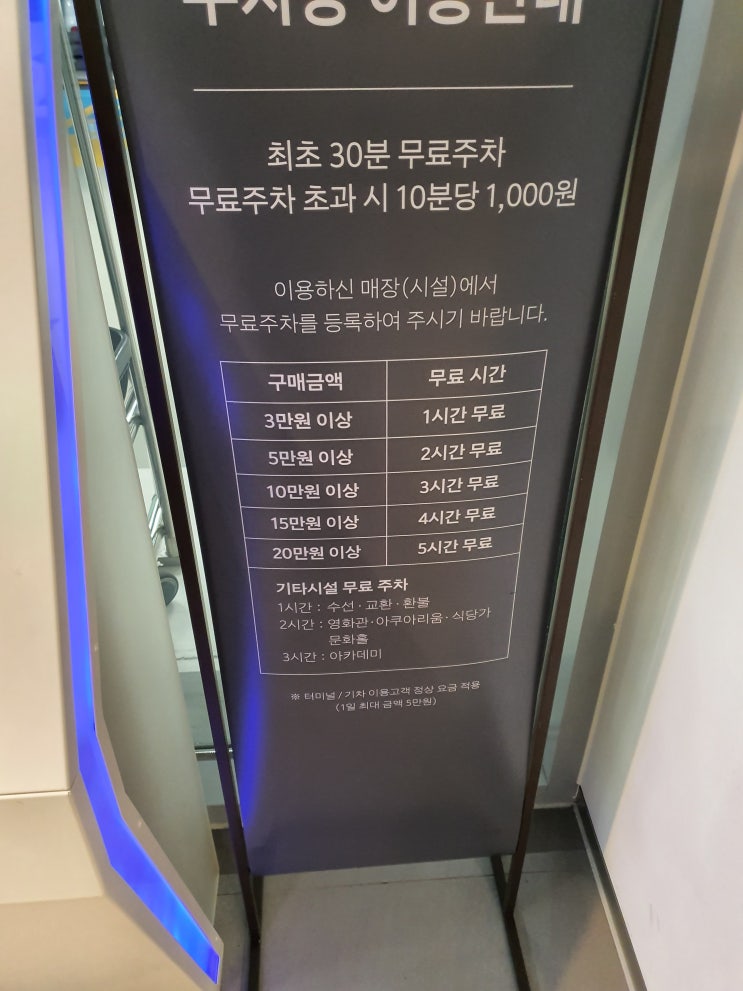 주차장 이용안내
최초 30분 무료주차
무료주차 초과 시 10분당 1,000원
이용하신 매장(시설)에서
무료주차를 등록하여 주시기 바랍니다.
구매금액 무료 시간
3만원 이상 1시간 무료
5만원 이상 2시간 무료
10만원 이상 3시간 무료
15만원 이상 4시간 무료
20만원 이상 5시간 무료
기타시설 무료 주차
1시간 : 수선·교환·환불
2시간 : 영화관·아쿠아리움·식당가
문화홀
3시간 : 아카데미
※ 터미널/기차 이용고객 정상 요금 적용
(1일 최대 금액 5만원)